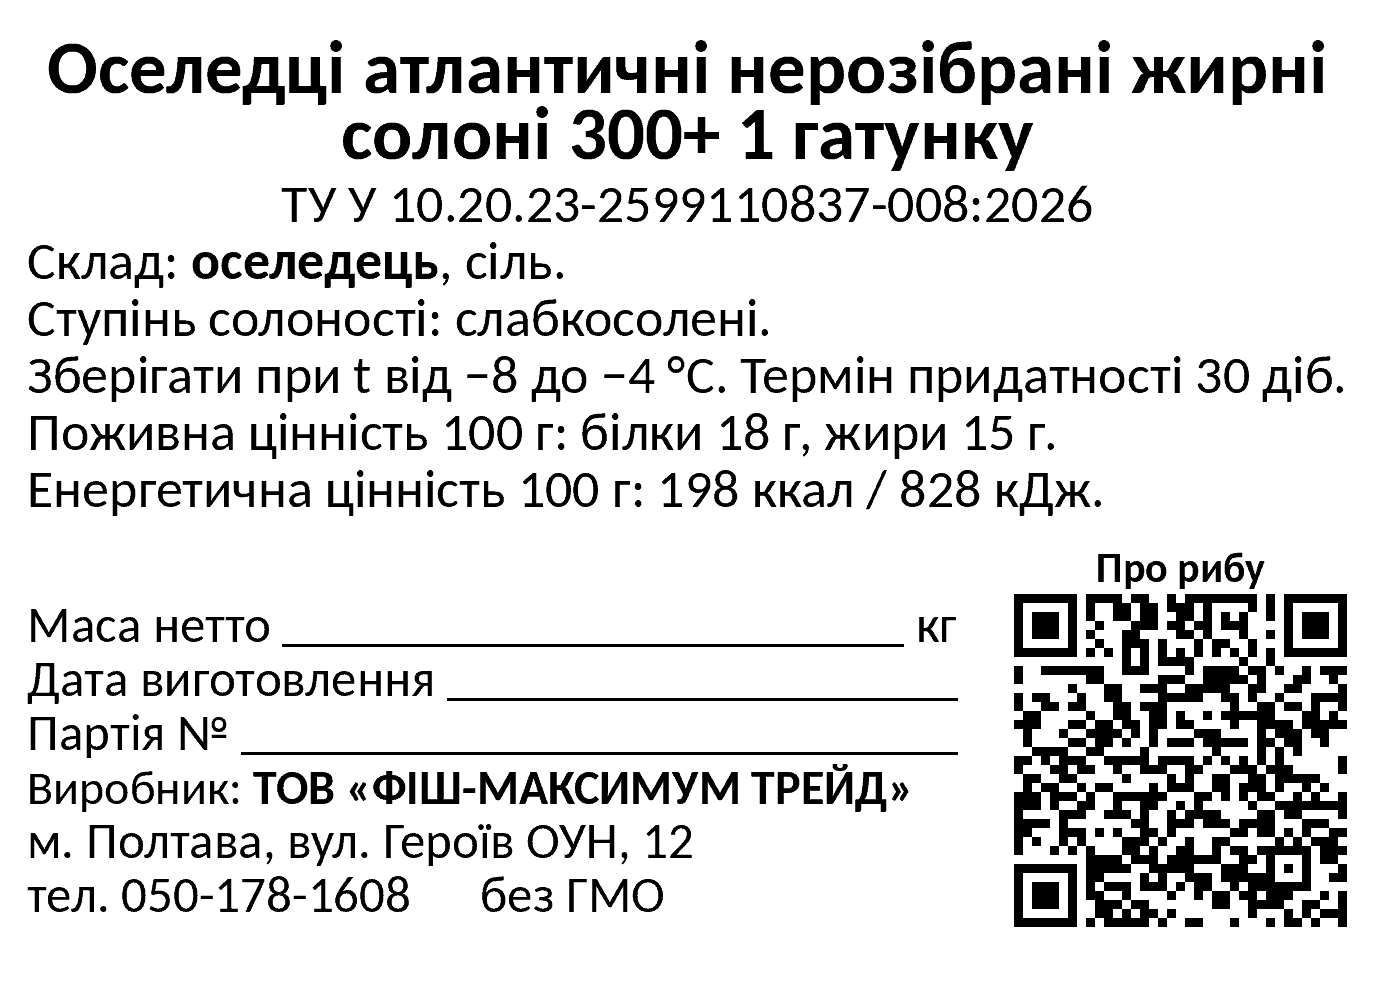 Оселедці атлантичні нерозібрані жирні
солоні 300+ 1 гатунку
ТУ У 10.20.23-2599110837-008:2026
Склад: оселедець, сіль.
Ступінь солоності: слабкосолені.
Зберігати при t від −8 до −4 °С. Термін придатності 30 діб.
Поживна цінність 100 г: білки 18 г, жири 15 г.
Енергетична цінність 100 г: 198 ккал / 828 кДж.
Про рибу
Маса нетто ____ кг
Дата виготовлення ____
Партія № ____
Виробник: ТОВ «ФІШ-МАКСИМУМ ТРЕЙД»
м. Полтава, вул. Героїв ОУН, 12
тел. 050-178-1608 без ГМО